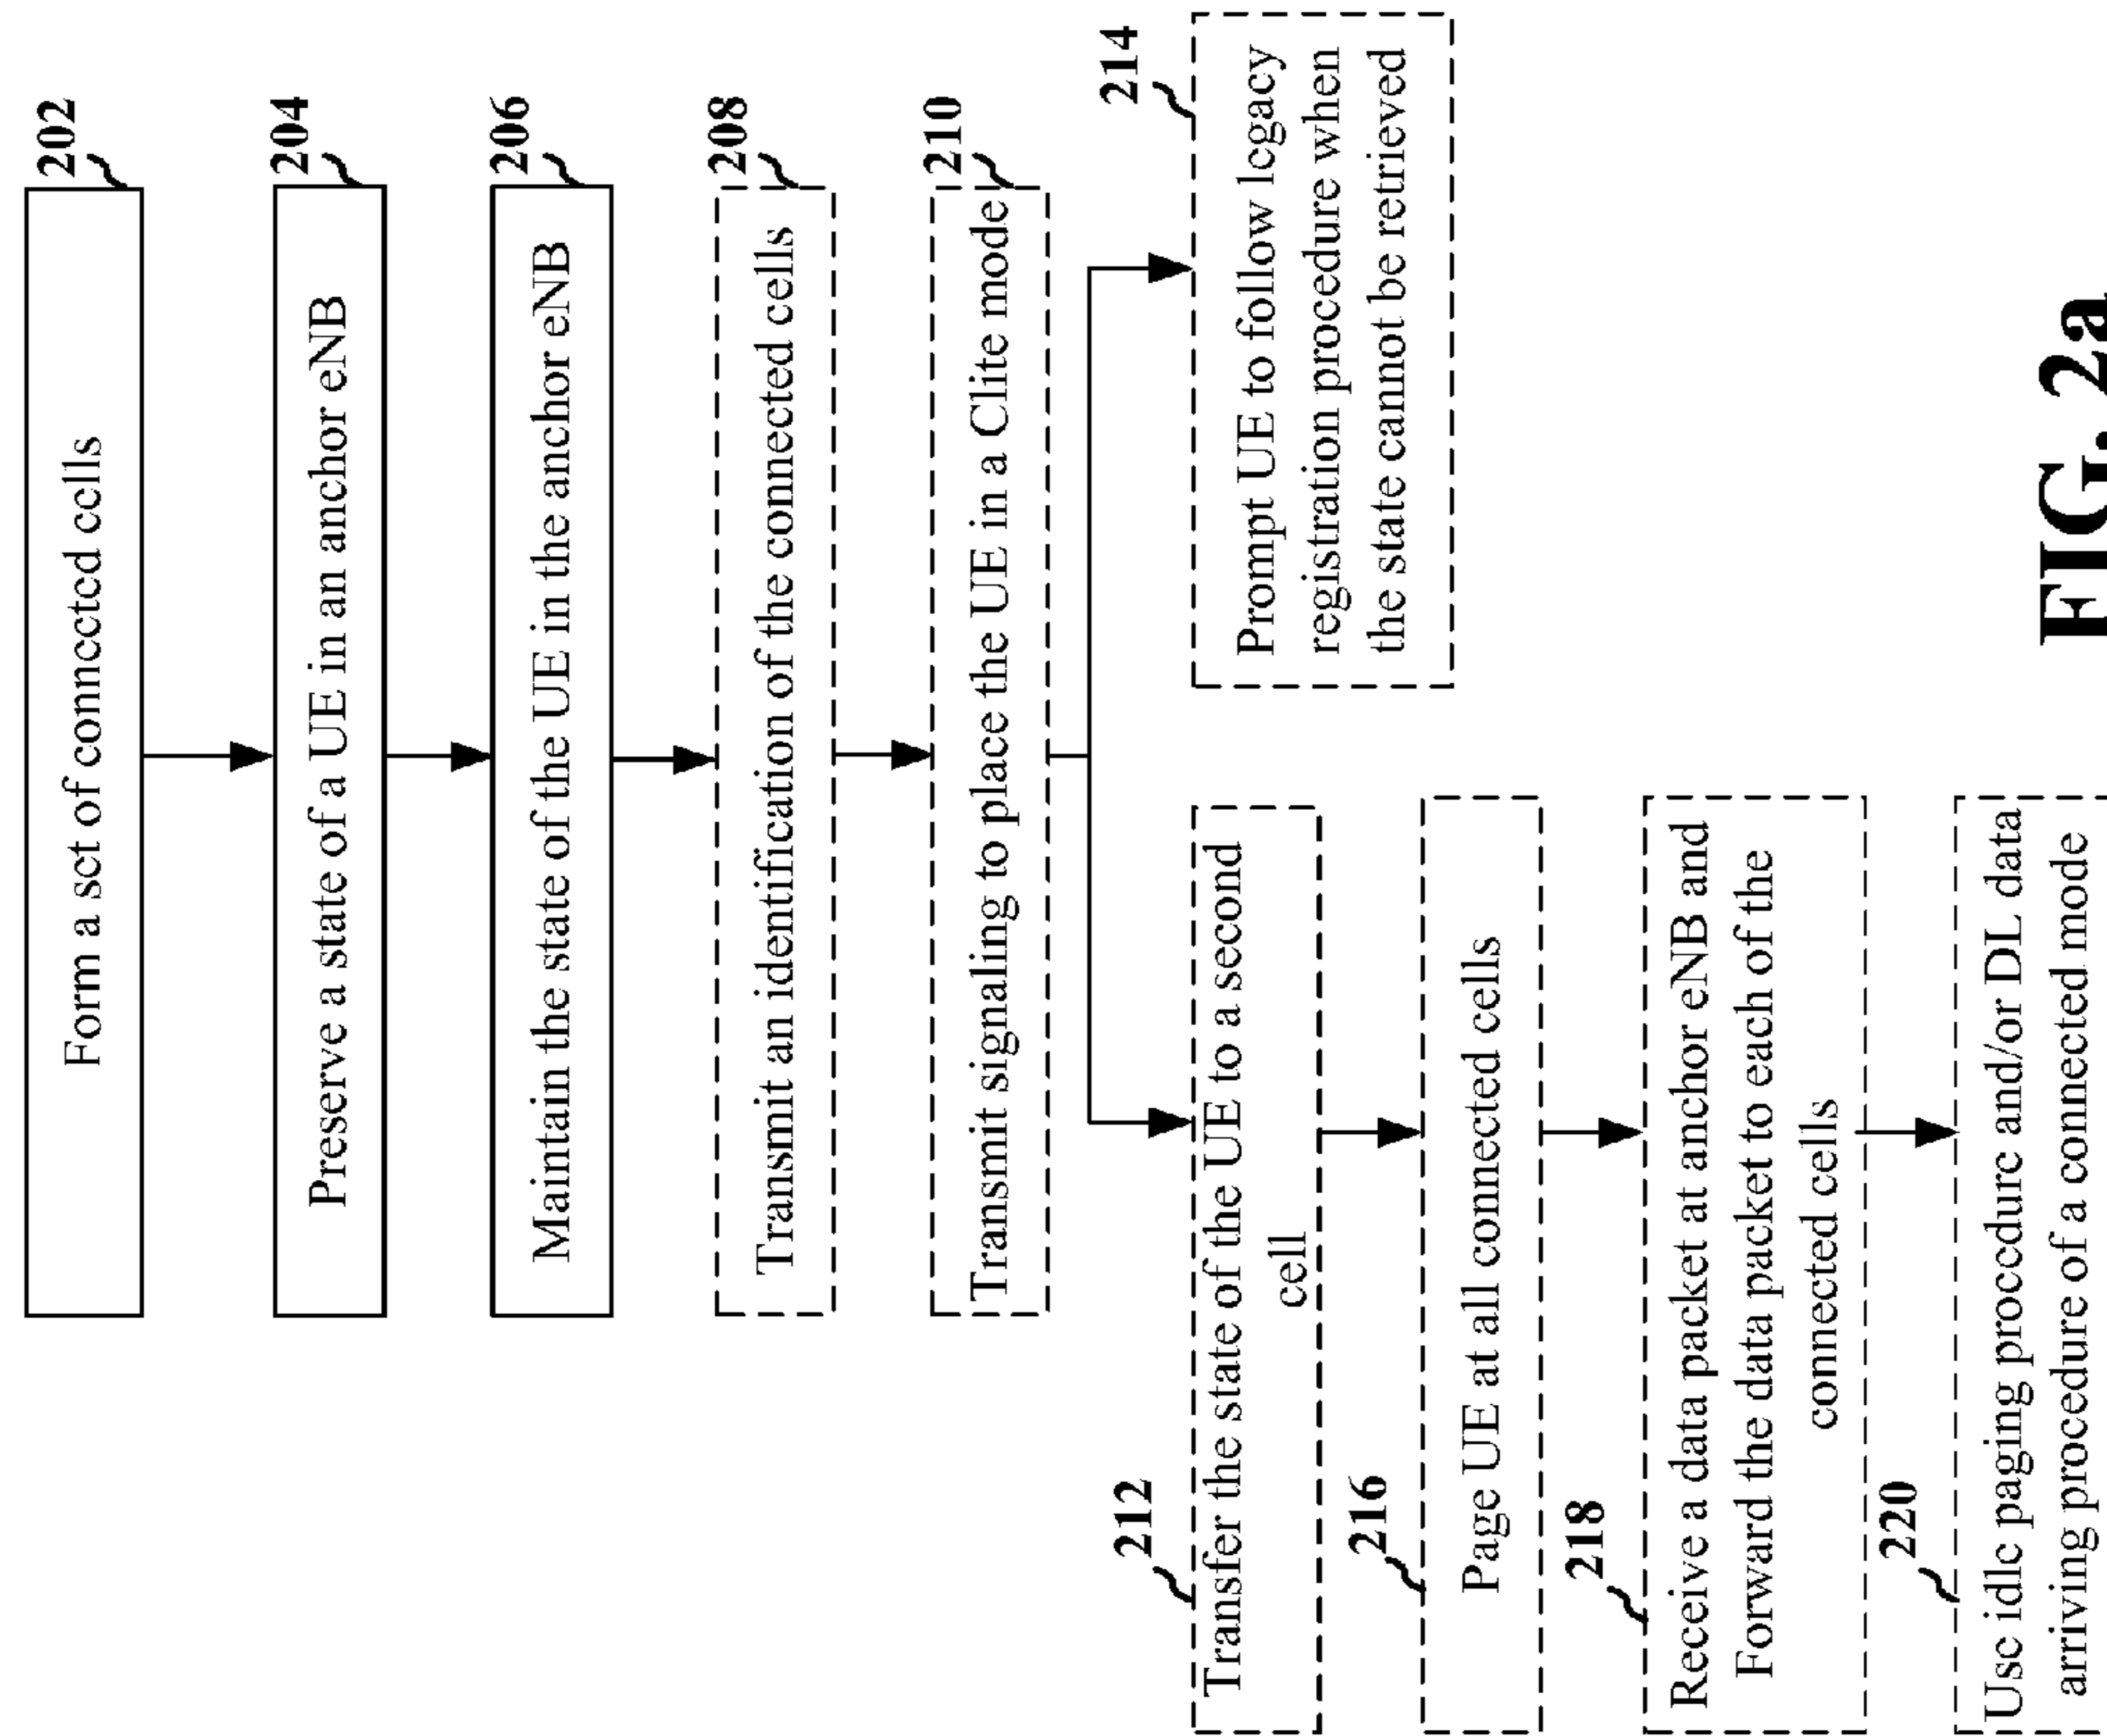 202
Form a set of connected cells
204
Preserve a state of a UE in an anchor eNB
206
Maintain the state of the UE in the anchor eNB
208
Transmit an identification of the connected cells
210
Transmit signaling to place the UE in a Clite mode
212
Transfer the state of the UE to a second
cell
214
Prompt UE to follow legacy
registration procedure when
the state cannot be retrieved
216
Page UE at all connected cells
218
Receive a data packet at anchor eNB and
Forward the data packet to each of the
connected cells
220
Use idle paging procedure and/or DL data
arriving procedure of a connected mode
FIG. 2a